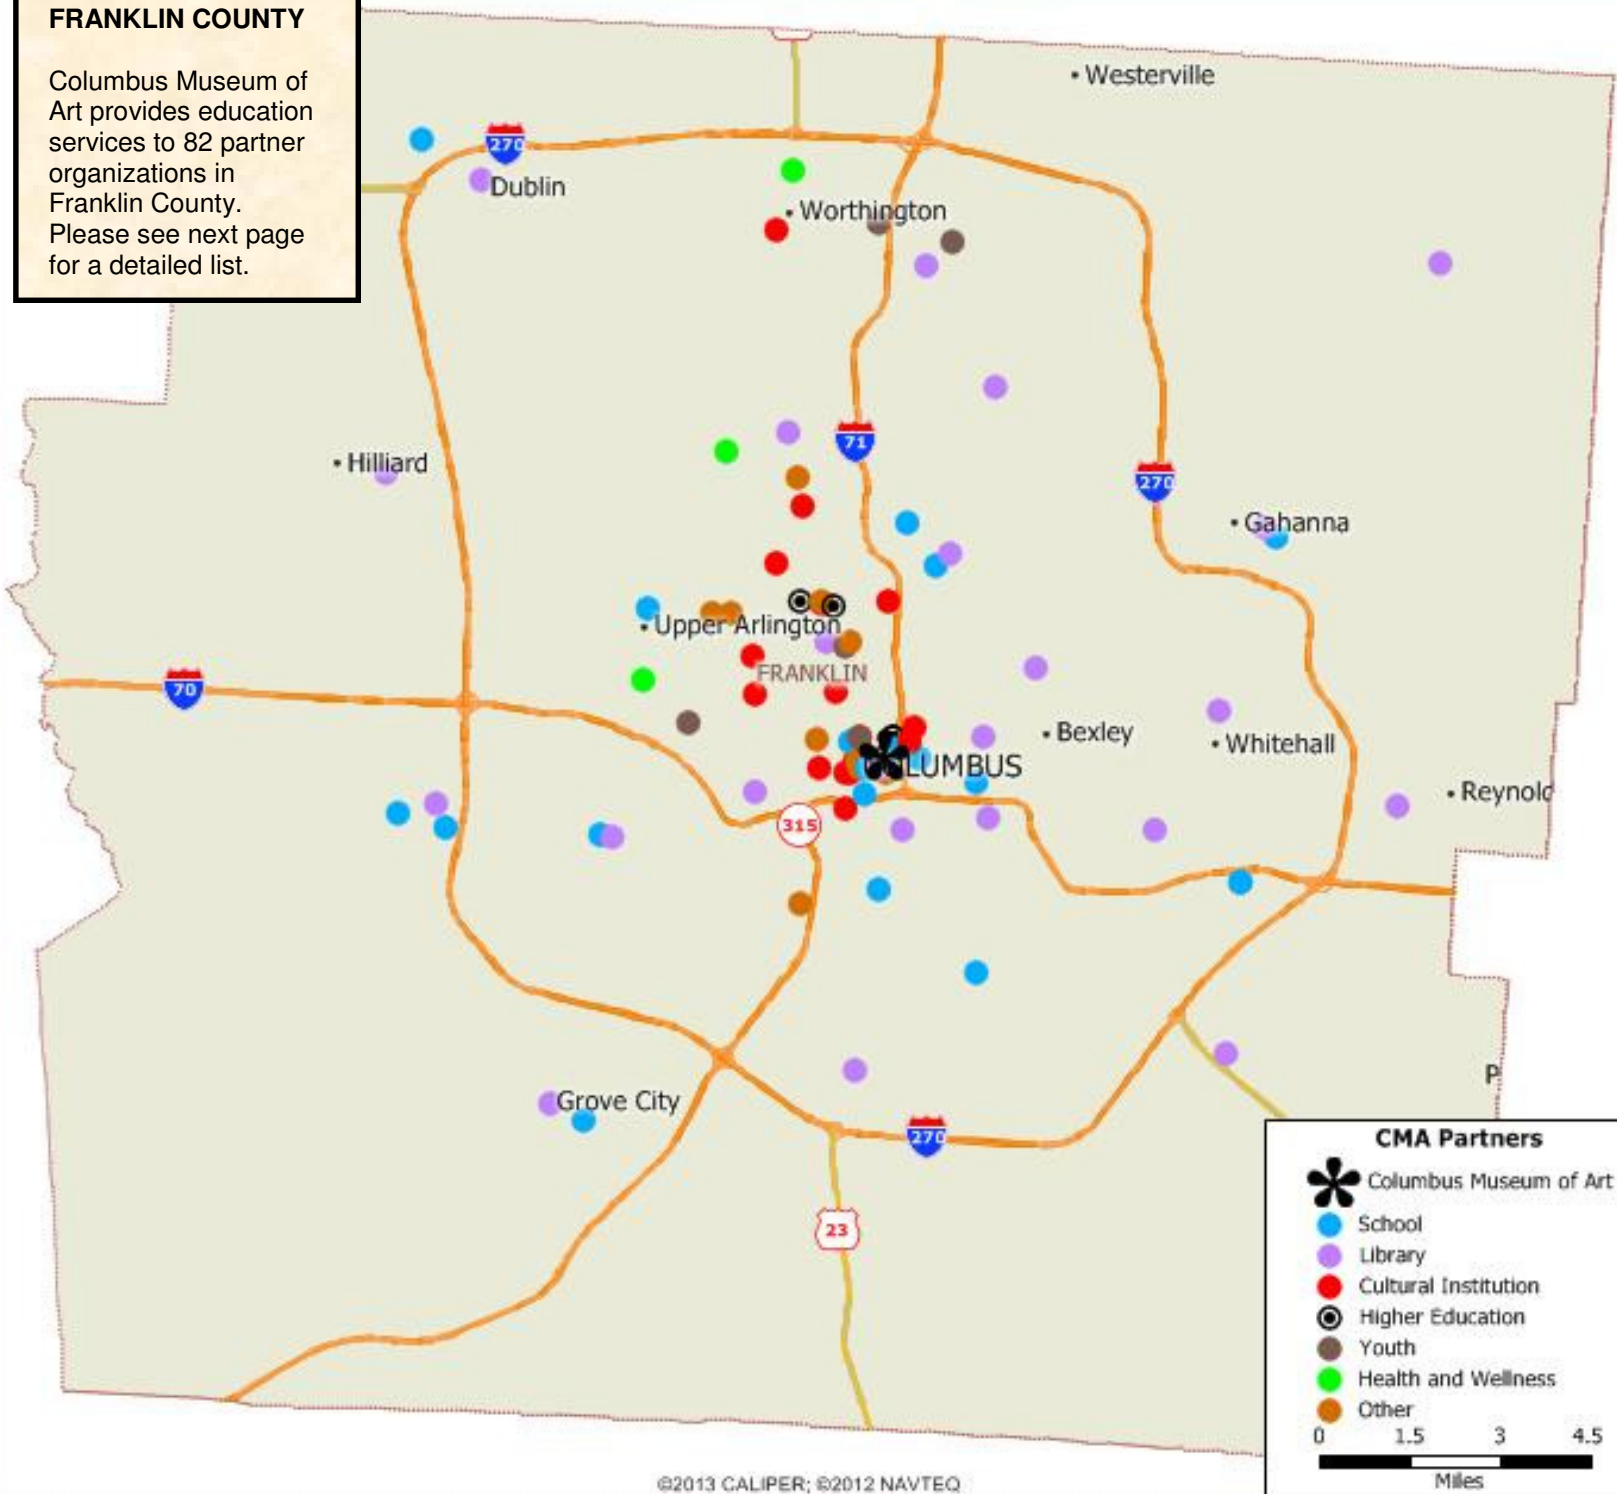 FRANKLIN COUNTY
Columbus Museum of
Art provides education
services to 82 partner
organizations in
Franklin County.
Please see next page
for a detailed list.
Westerville
270
Dublin
Worthington
71
Hilliard
270
Gahanna
Upper Arlington
FRANKLIN
70
Bexley
Whitehall
LUMBUS
Reynold
315
P
Grove City
270
23
CMA Partners
Columbus Museum of Art
School
Library
Cultural Institution
Higher Education
Youth
Health and Wellness
Other
0 1.5 3 4.5
Miles
©2013 CALIPER; ©2012 NAVTEQ